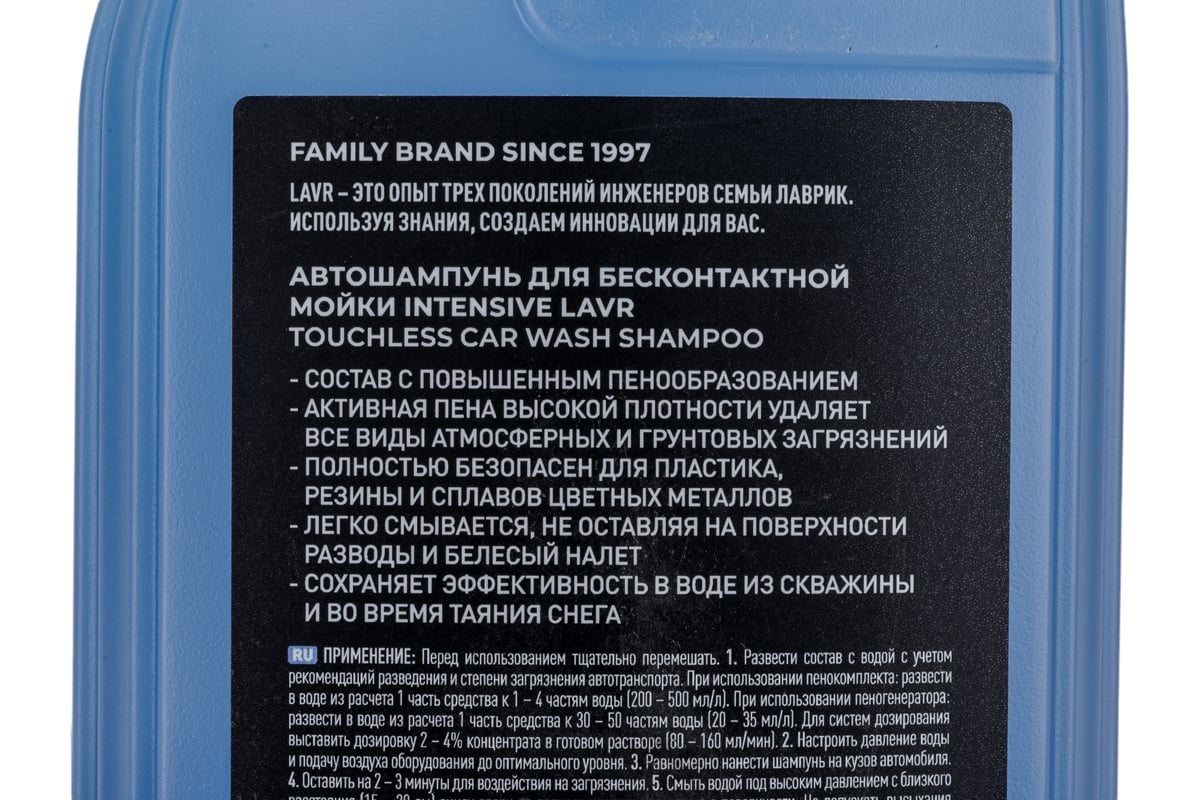 FAMILY BRAND SINCE 1997
LAVR – ЭТО ОПЫТ ТРЕХ ПОКОЛЕНИЙ ИНЖЕНЕРОВ СЕМЬИ ЛАВРИК.
ИСПОЛЬЗУЯ ЗНАНИЯ, СОЗДАЕМ ИННОВАЦИИ ДЛЯ ВАС.
АВТОШАМПУНЬ ДЛЯ БЕСКОНТАКТНОЙ
МОЙКИ INTENSIVE LAVR
TOUCHLESS CAR WASH SHAMPOO
- СОСТАВ С ПОВЫШЕННЫМ ПЕНООБРАЗОВАНИЕМ
- АКТИВНАЯ ПЕНА ВЫСОКОЙ ПЛОТНОСТИ УДАЛЯЕТ
ВСЕ ВИДЫ АТМОСФЕРНЫХ И ГРУНТОВЫХ ЗАГРЯЗНЕНИЙ
- ПОЛНОСТЬЮ БЕЗОПАСЕН ДЛЯ ПЛАСТИКА,
РЕЗИНЫ И СПЛАВОВ ЦВЕТНЫХ МЕТАЛЛОВ
- ЛЕГКО СМЫВАЕТСЯ, НЕ ОСТАВЛЯЯ НА ПОВЕРХНОСТИ
РАЗВОДЫ И БЕЛЕСЫЙ НАЛЕТ
- СОХРАНЯЕТ ЭФФЕКТИВНОСТЬ В ВОДЕ ИЗ СКВАЖИНЫ
И ВО ВРЕМЯ ТАЯНИЯ СНЕГА
RU ПРИМЕНЕНИЕ: Перед использованием тщательно перемешать. 1. Развести состав с водой с учетом
рекомендаций разведения и степени загрязнения автотранспорта. При использовании пенокомплекта: развести
в воде из расчета 1 часть средства к 1 – 4 частям воды (200 – 500 мл/л). При использовании пеногенератора:
развести в воде из расчета 1 часть средства к 30 – 50 частям воды (20 – 35 мл/л). Для систем дозирования
выставить дозировку 2 – 4% концентрата в готовом растворе (80 – 160 мл/мин). 2. Настроить давление воды
и подачу воздуха оборудования до оптимального уровня. 3. Равномерно нанести шампунь на кузов автомобиля.
4. Оставить на 2 – 3 минуты для воздействия на загрязнения. 5. Смыть водой под высоким давлением с близкого